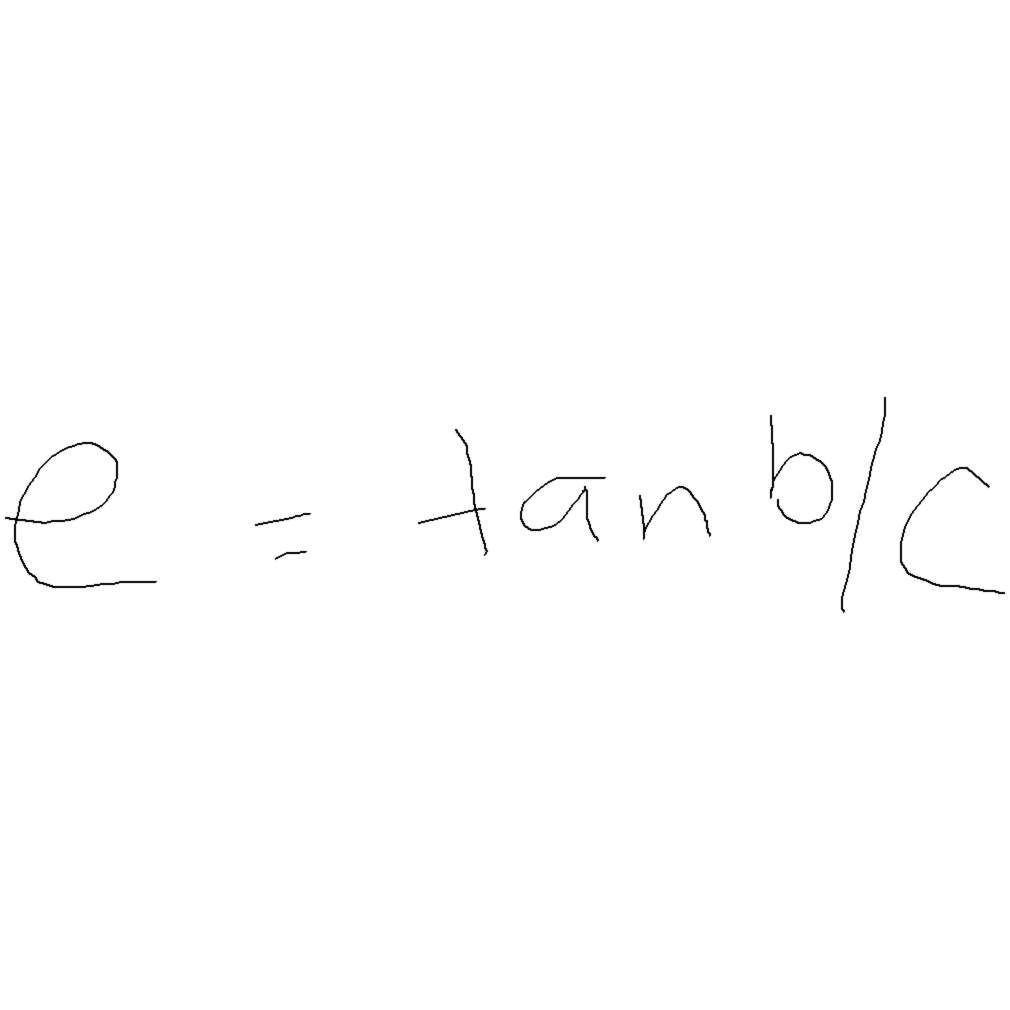 e = tan b/c